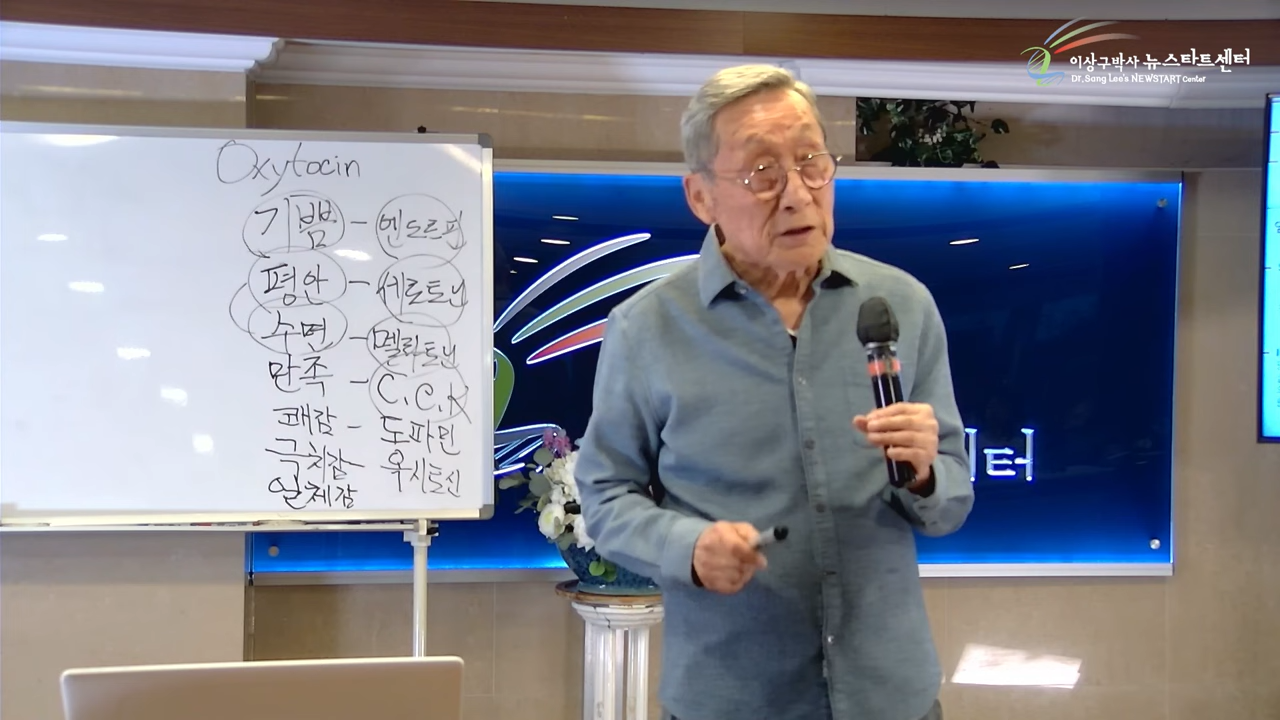 이상구박사 뉴스타트센터
Dr. Sang Lee's NEWSTART Center
Oxytocin
기쁨 - 엔도르핀
평안 - 세로토닌
수면 - 멜라토닌
만족 - C.C.K
쾌감 - 도파민
극치감 옥시토신
일체감
센터